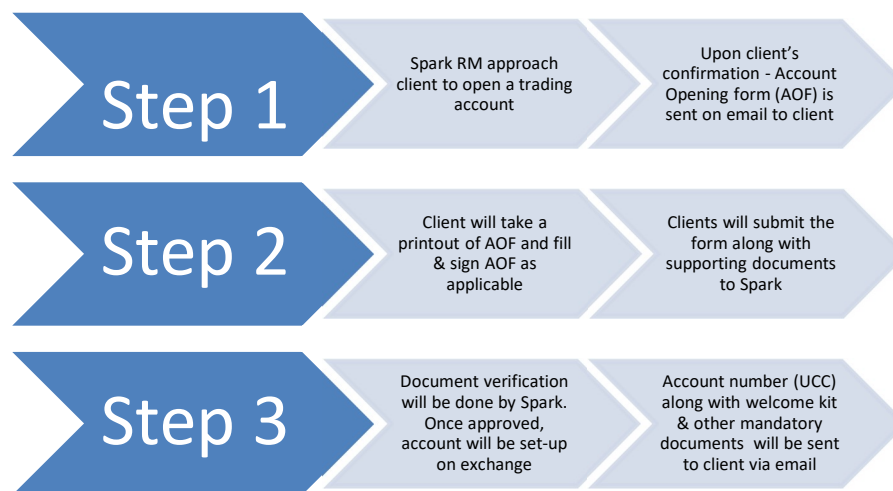 Step 1
Spark RM approach
client to open a trading
account
Upon client's
confirmation - Account
Opening form (AOF) is
sent on email to client
Step 2
Client will take a
printout of AOF and fill
& sign AOF as
applicable
Clients will submit the
form along with
supporting documents
to Spark
Step 3
Document verification
will be done by Spark.
Once approved,
account will be set-up
on exchange
Account number (UCC)
along with welcome kit
& other mandatory
documents will be sent
to client via email